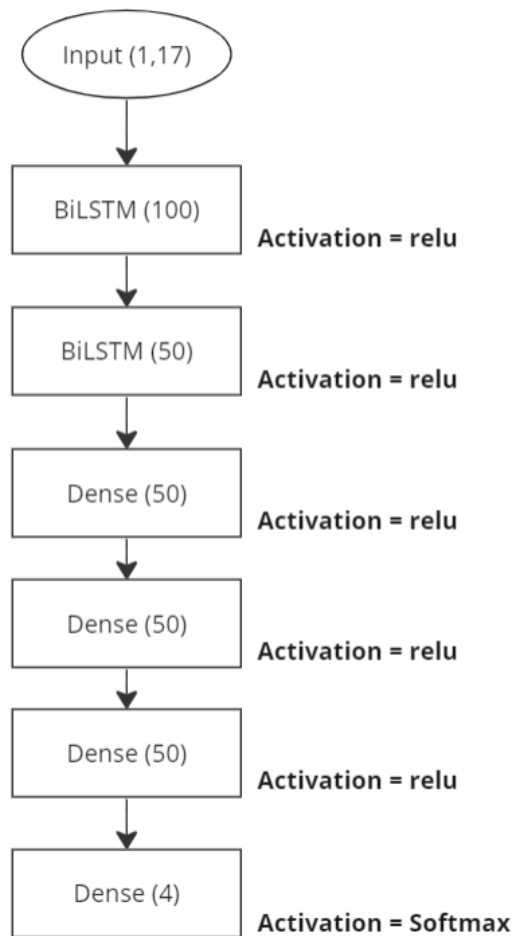 Input (1,17)
BiLSTM (100)
Activation = relu
BiLSTM (50)
Activation = relu
Dense (50)
Activation = relu
Dense (50)
Activation = relu
Dense (50)
Activation = relu
Dense (4)
Activation = Softmax